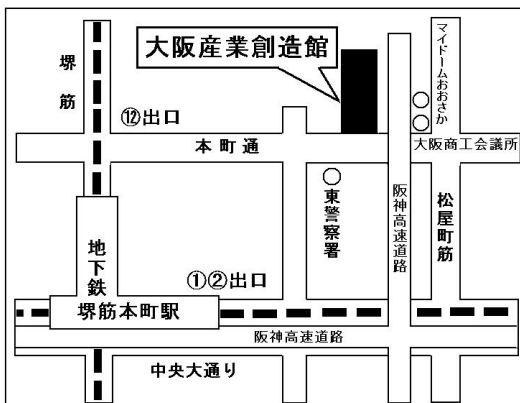 大阪産業創造館
堺筋
⑫出口
マイドームおおさか
本町通
大阪商工会議所
東警察署
阪神高速道路
松屋町筋
地下鉄
①②出口
堺筋本町駅
阪神高速道路
中央大通り